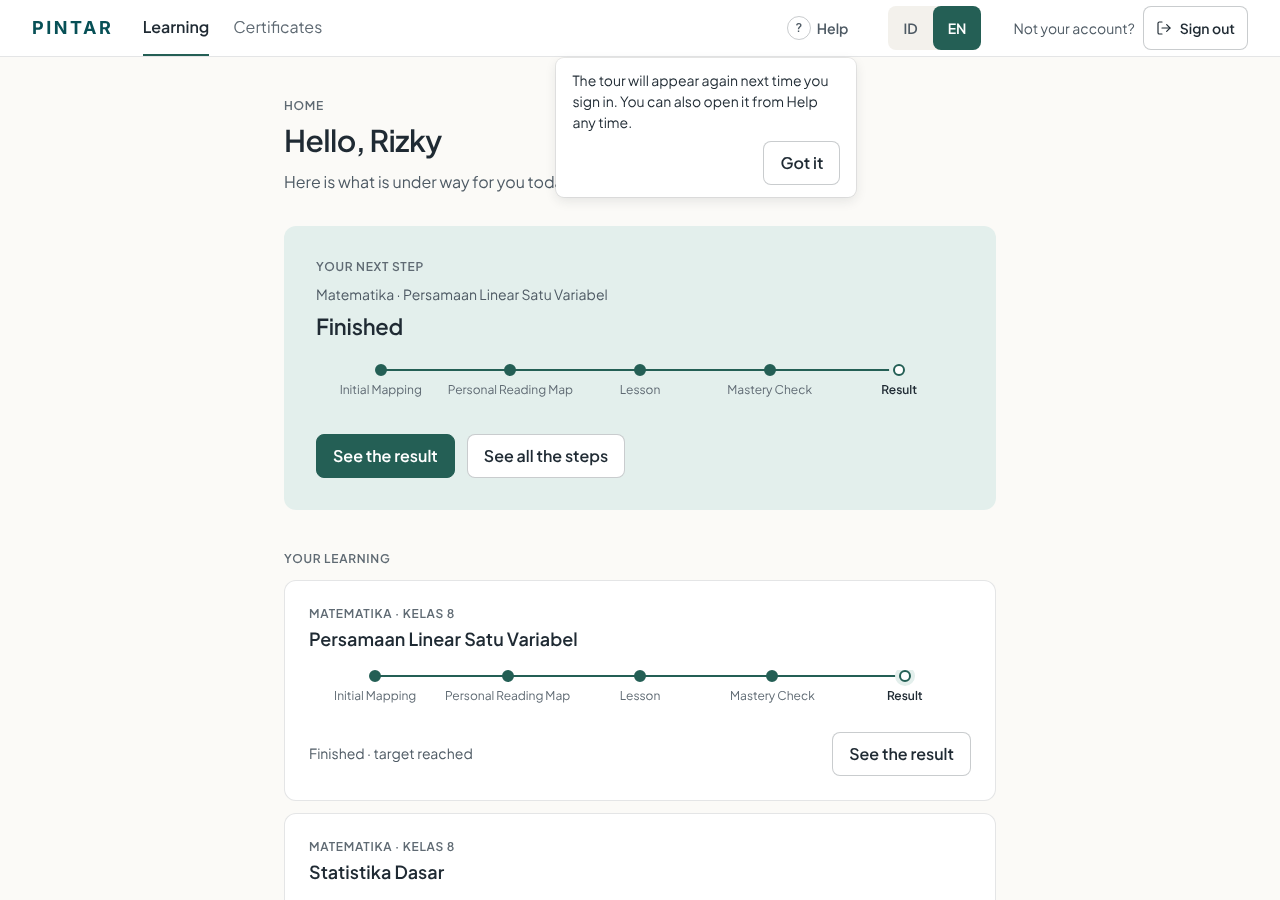 PINTAR
Learning
Certificates
? Help
ID
EN
Not your account?
Sign out
The tour will appear again next time you
sign in. You can also open it from Help
any time.
Got it
HOME
Hello, Rizky
Here is what is under way for you
YOUR NEXT STEP
Matematika · Persamaan Linear Satu Variabel
Finished
Initial Mapping
Personal Reading Map
Lesson
Mastery Check
Result
See the result
See all the steps
YOUR LEARNING
MATEMATIKA · KELAS 8
Persamaan Linear Satu Variabel
Initial Mapping
Personal Reading Map
Lesson
Mastery Check
Result
Finished · target reached
See the result
MATEMATIKA · KELAS 8
Statistika Dasar